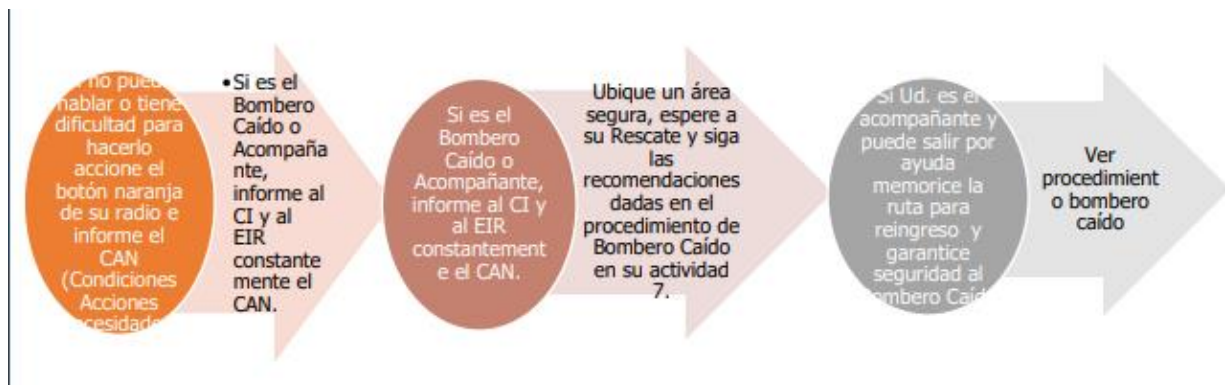 no puede
hablar o tiene
dificultad para
hacerlo
accione el
botón naranja
de su radio e
informe el
CAN
(Condiciones
Acciones
•Si es el
Bombero
Caído o
Acompaña
nte,
informe al
CI y al
EIR
constante
mente el
CAN.
Si es el
Bombero
Caído o
Acompañante,
informe al CI y
al EIR
constantement
e el CAN.
Ubique un área
segura, espere a
su Rescate y siga
las
recomendaciones
dadas en el
procedimiento de
Bombero Caído
en su actividad
7.
Si Ud. es el
acompañante y
puede salir por
ayuda
memorice la
ruta para
reingreso y
garantice
seguridad al
Bombero Caído
Ver
procedimient
o bombero
caído